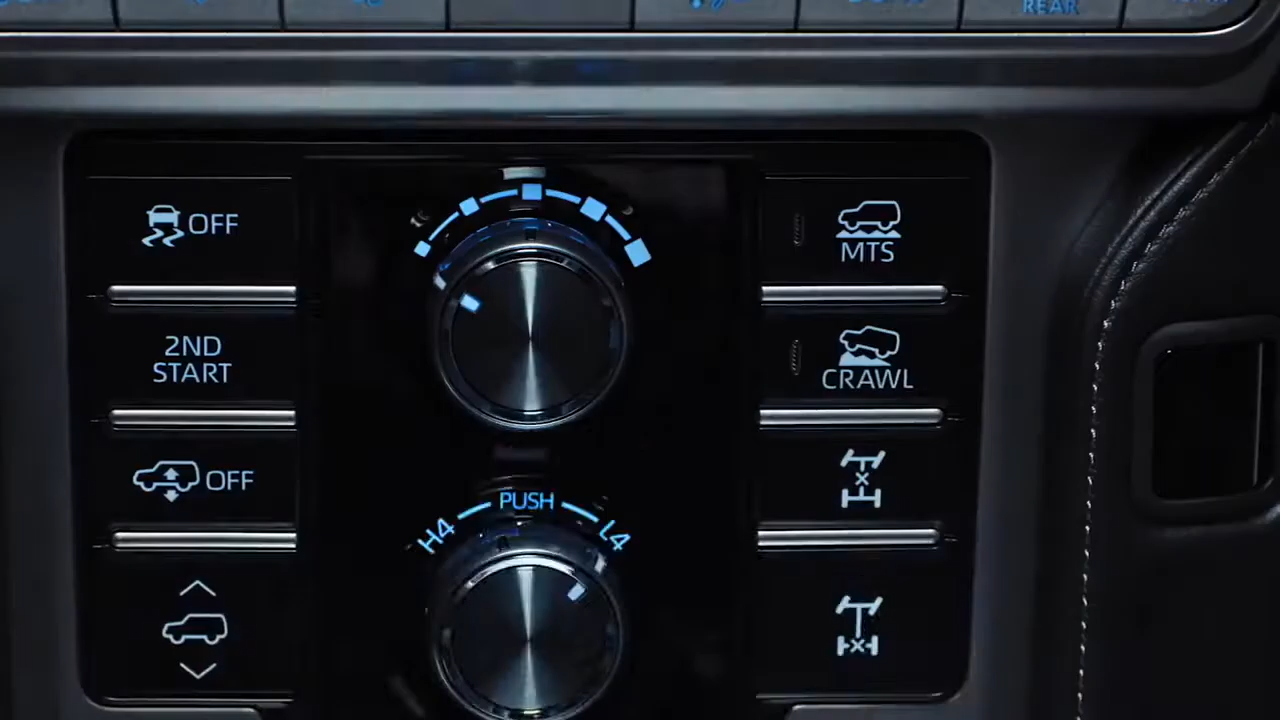 REAR
OFF
2ND
START
OFF
H4
PUSH
L4
MTS
CRAWL